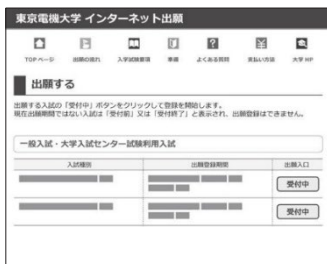 東京電機大学 インターネット出願
TOPページ 出願の流れ 入学試験要項 準備 よくある質問 支払い方法 大学HP
出願する
出願する入試の「受付中」ボタンをクリックして登録を開始します。
現在出願期間ではない入試は「受付前」又は「受付終了」と表示され、出願登録はできません。
一般入試・大学入試センター試験利用入試
入試種別 出願登録期間 出願入口
受付中
受付中